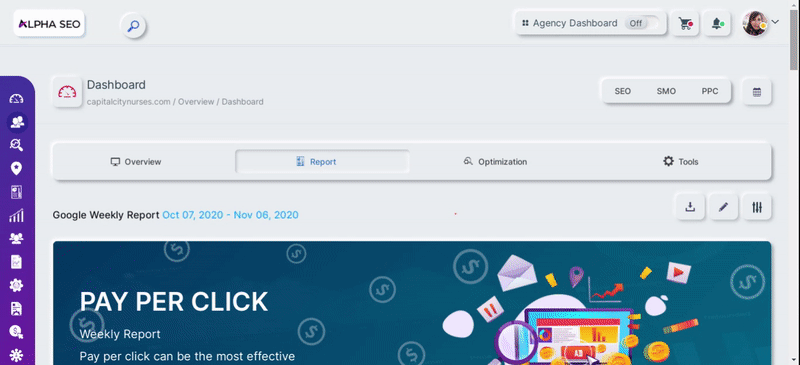 ALPHA SEO
Agency Dashboard Off
Dashboard
capitalcitynurses.com / Overview / Dashboard
SEO SMO PPC
Overview Report Optimization Tools
Google Weekly Report Oct 07, 2020 - Nov 06, 2020
PAY PER CLICK
Weekly Report
Pay per click can be the most effective
AD